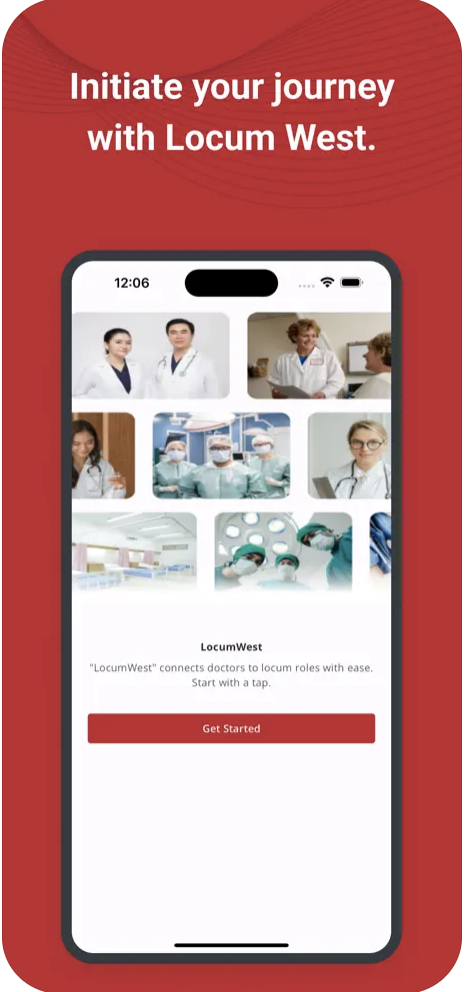 Initiate your journey
with Locum West.
12:06
LocumWest
"LocumWest" connects doctors to locum roles with ease.
Start with a tap.
Get Started